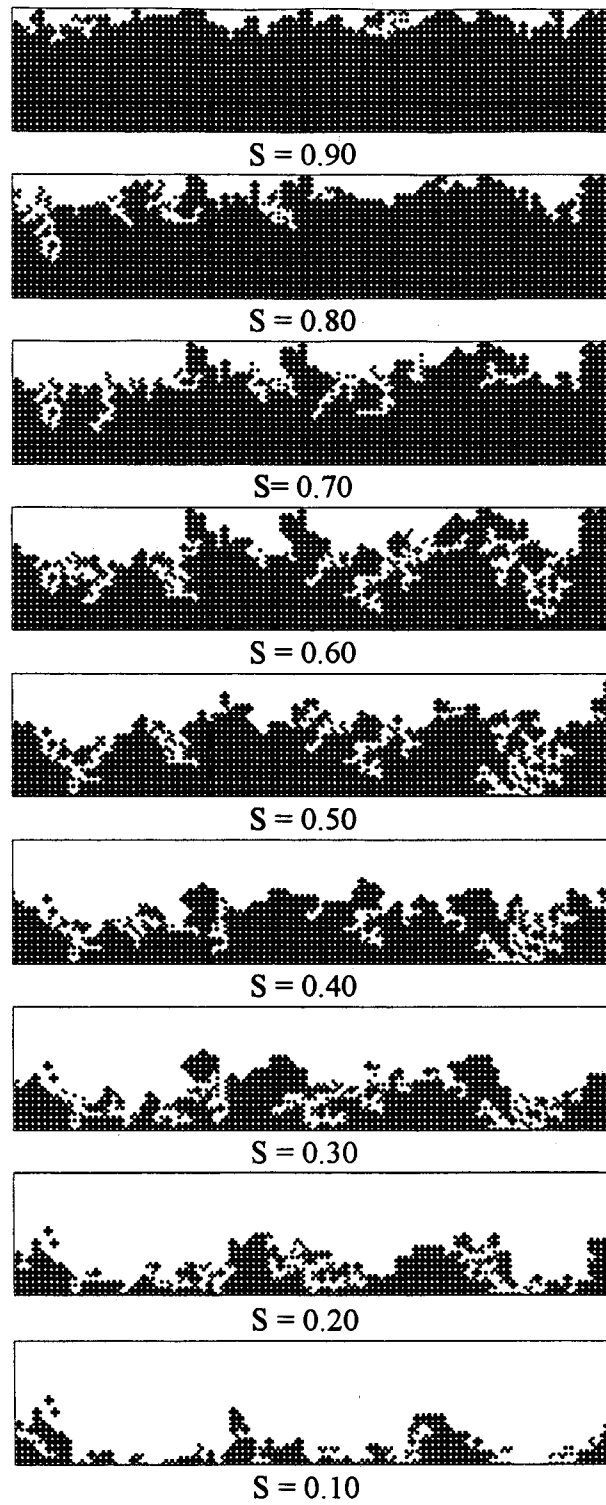 S = 0.90
S = 0.80
S= 0.70
S = 0.60
S = 0.50
S = 0.40
S = 0.30
S = 0.20
S = 0.10